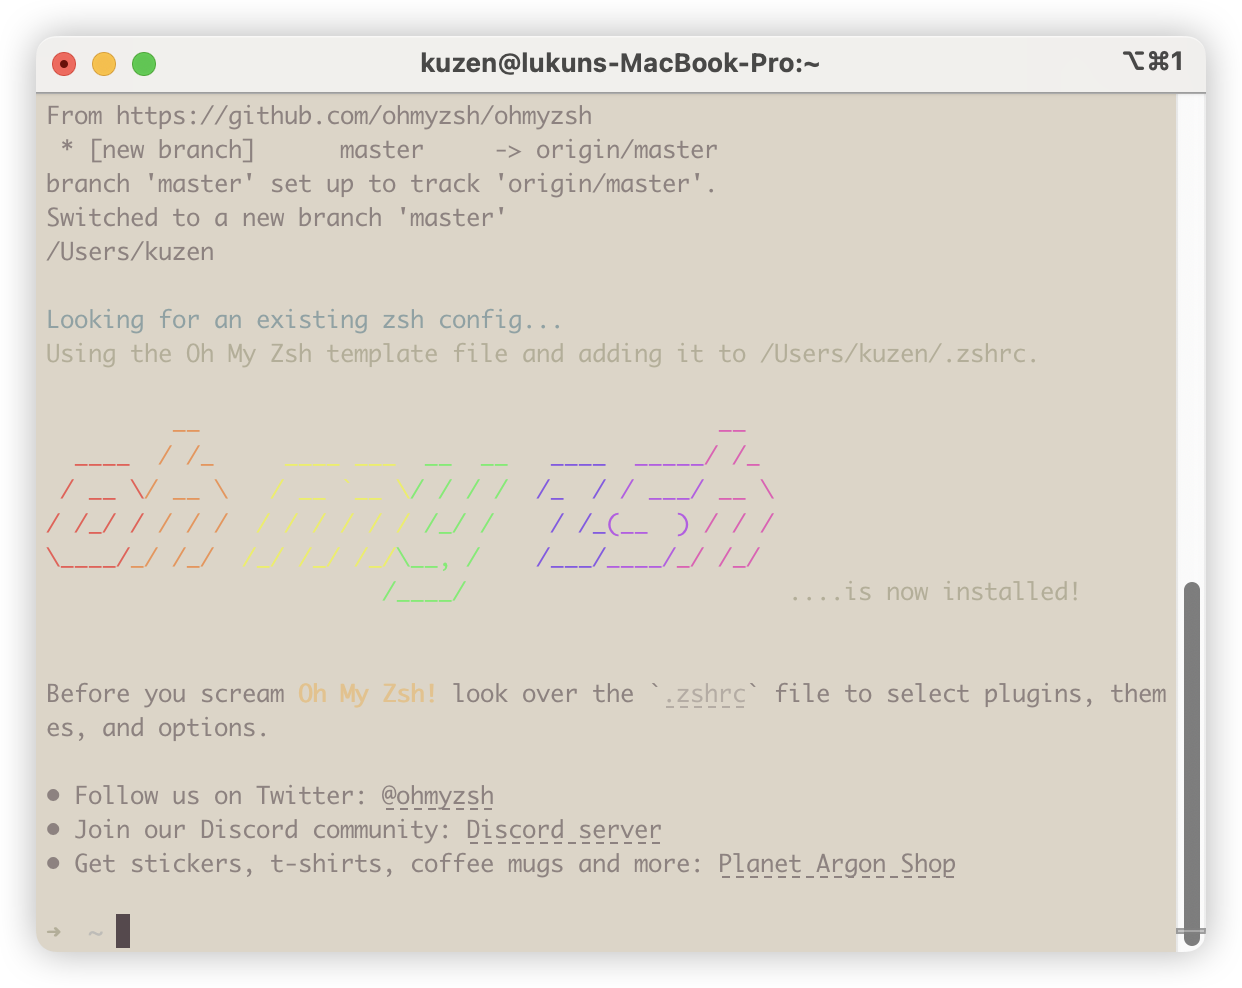 kuzen@lukuns-MacBook-Pro:~ ⌥⌘1
From https://github.com/ohmyzsh/ohmyzsh
 * [new branch]      master     -> origin/master
branch 'master' set up to track 'origin/master'.
Switched to a new branch 'master'
/Users/kuzen

Looking for an existing zsh config...
Using the Oh My Zsh template file and adding it to /Users/kuzen/.zshrc.

         __                                     __
  ____  / /_     ____ ___  __  __   ____  _____/ /_
 / __ \/ __ \   / __ `__ \/ / / /  /_  / / ___/ __ \
/ /_/ / / / /  / / / / / / /_/ /    / /_(__  ) / / /
\____/_/ /_/  /_/ /_/ /_/\__, /    /___/____/_/ /_/
                        /____/                       ....is now installed!

Before you scream Oh My Zsh! look over the `.zshrc` file to select plugins, them
es, and options.

• Follow us on Twitter: @ohmyzsh
• Join our Discord community: Discord server
• Get stickers, t-shirts, coffee mugs and more: Planet Argon Shop

➜  ~